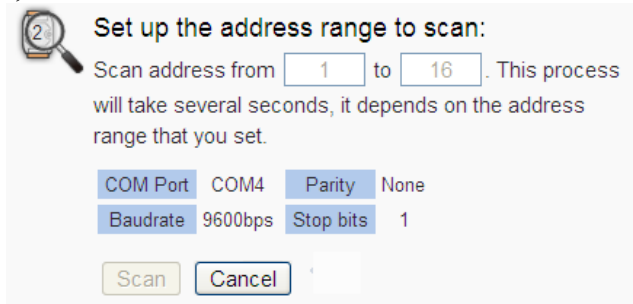 2
Set up the address range to scan:
Scan address from 1 to 16 . This process
will take several seconds, it depends on the address
range that you set.
COM Port COM4 Parity None
Baudrate 9600bps Stop bits 1
Scan Cancel